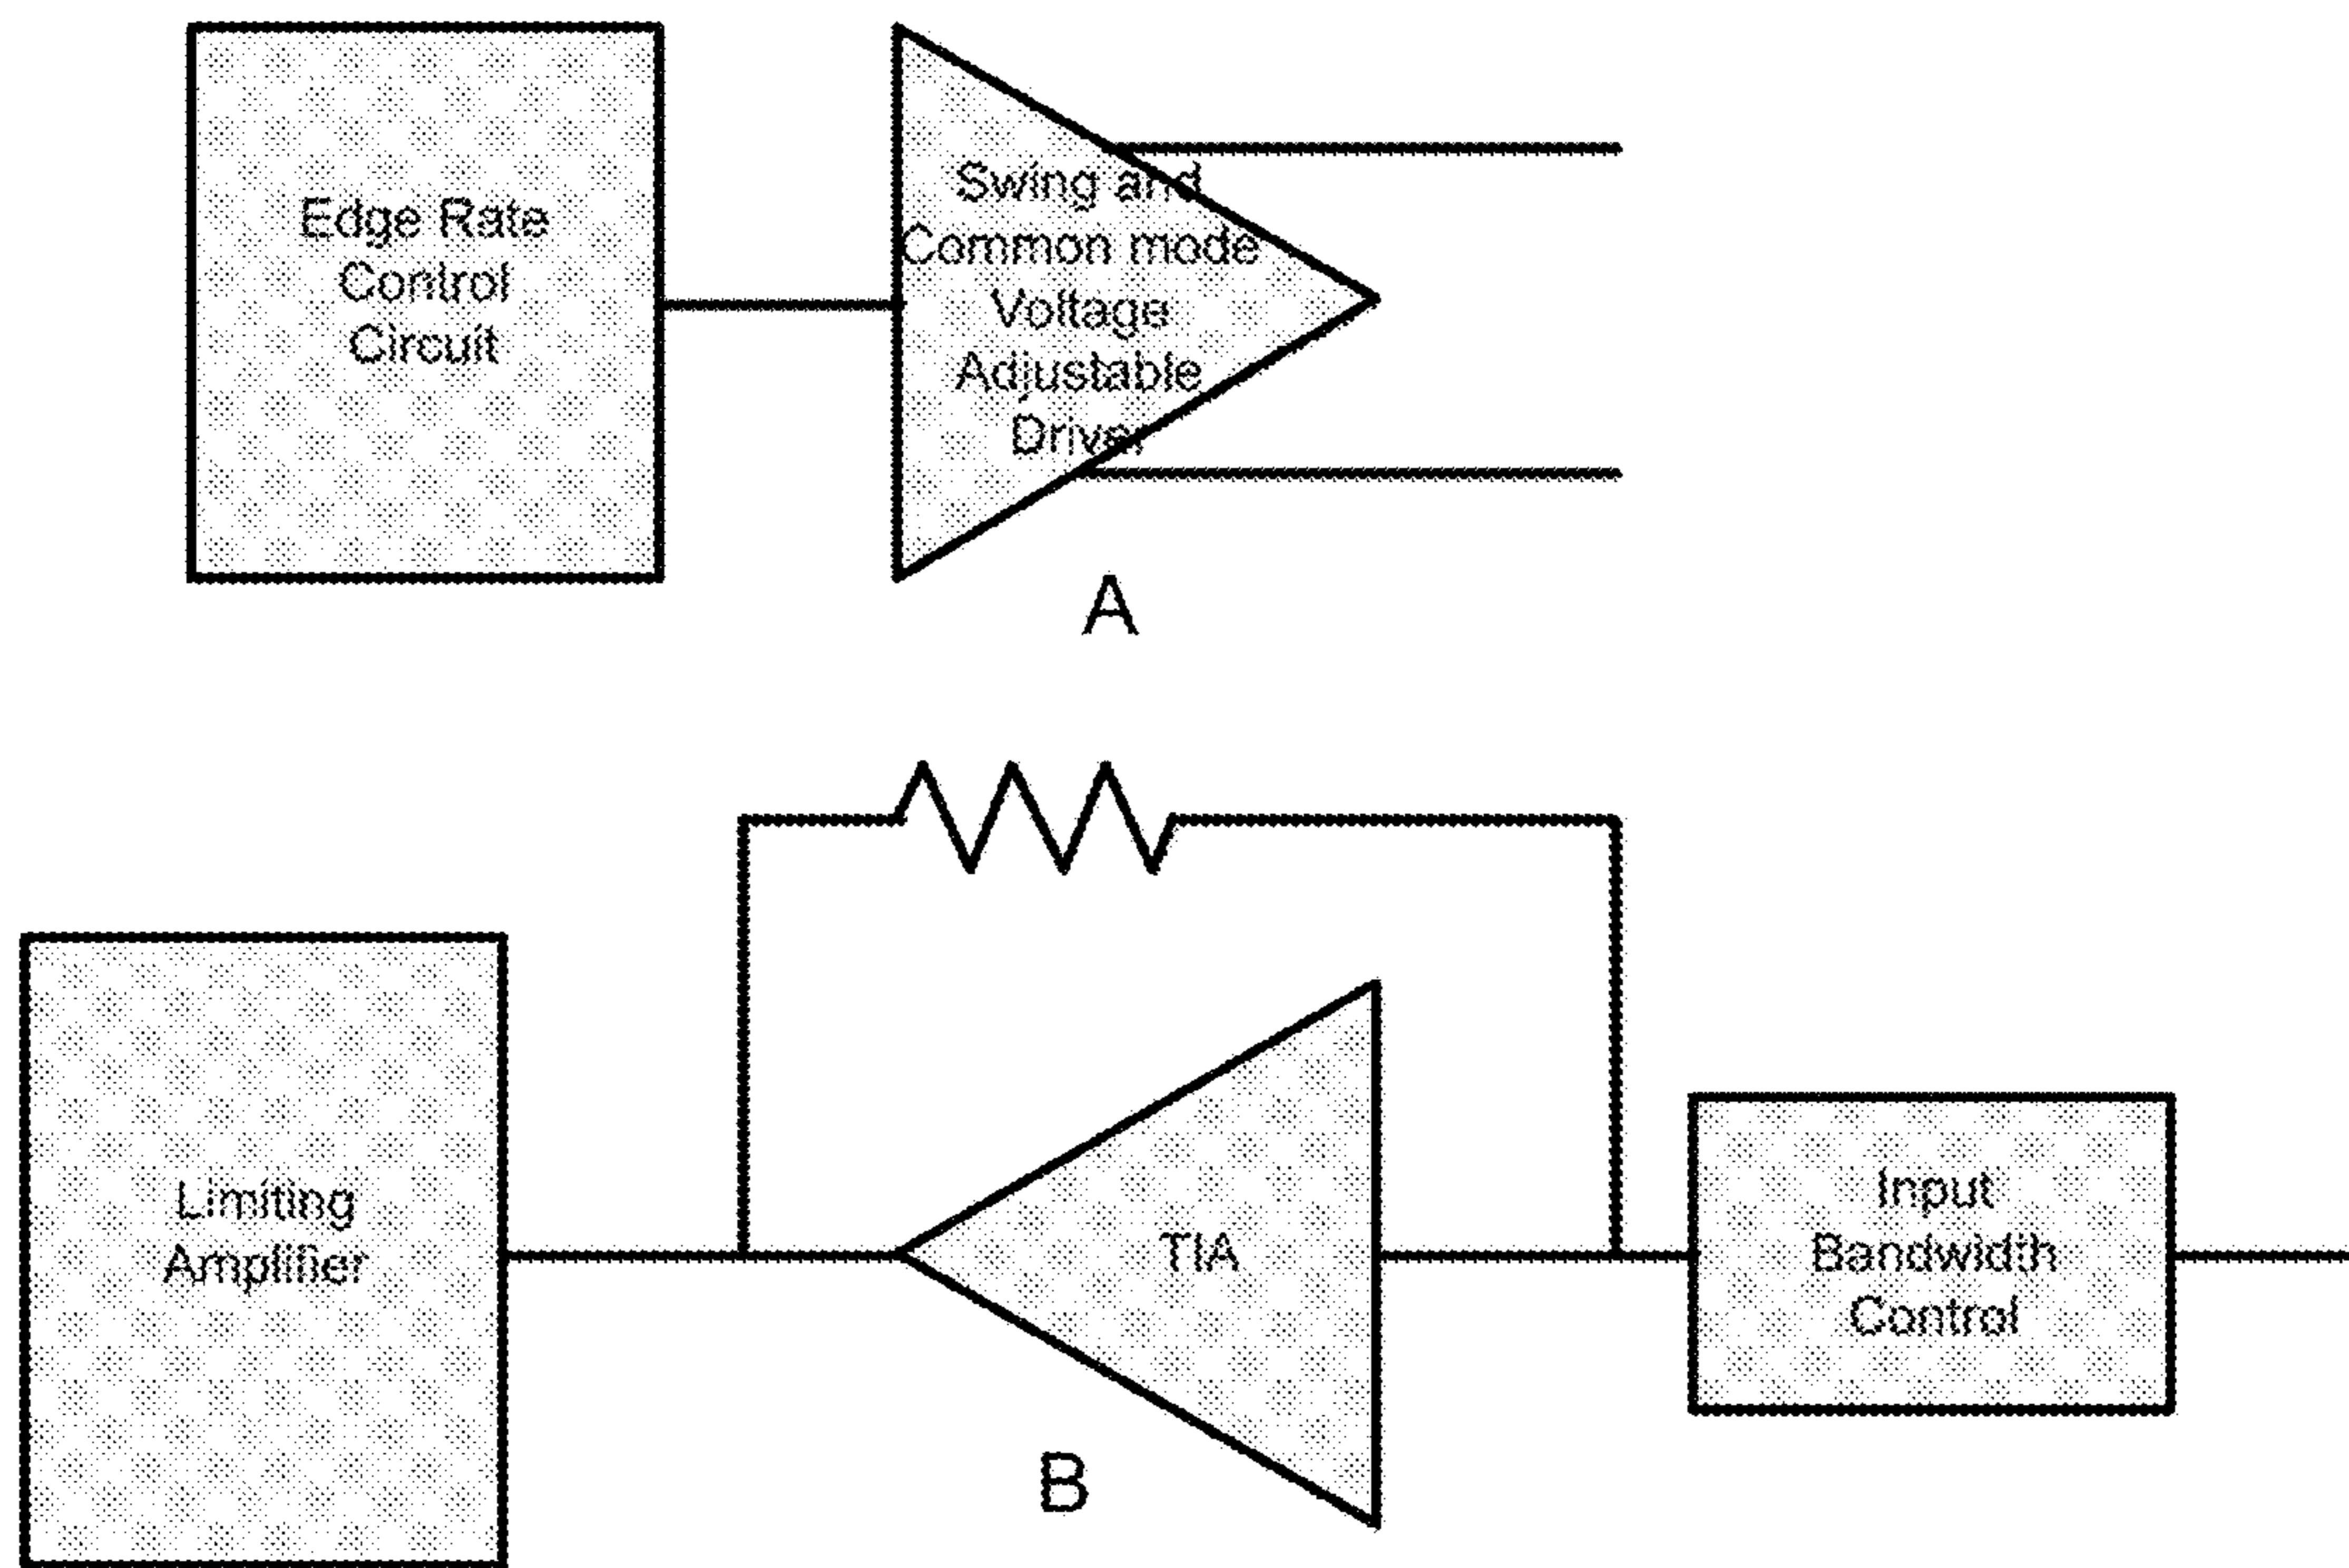 Edge Rate
Control
Circuit
Swing and
Common mode
Voltage
Adjustable
Driver
A
Limiting
Amplifier
TIA
Input
Bandwidth
Control
B